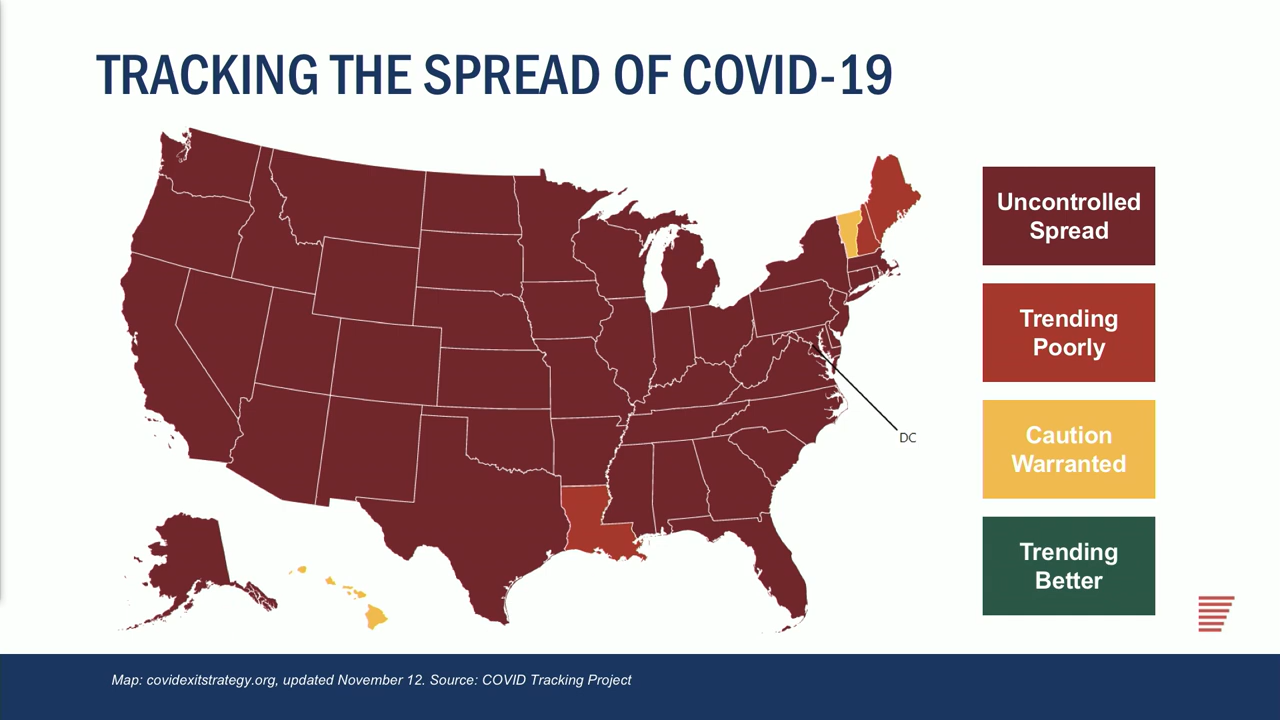 TRACKING THE SPREAD OF COVID-19
Uncontrolled
Spread
Trending
Poorly
Caution
Warranted
Trending
Better
DC
Map: covidexitstrategy.org, updated November 12. Source: COVID Tracking Project